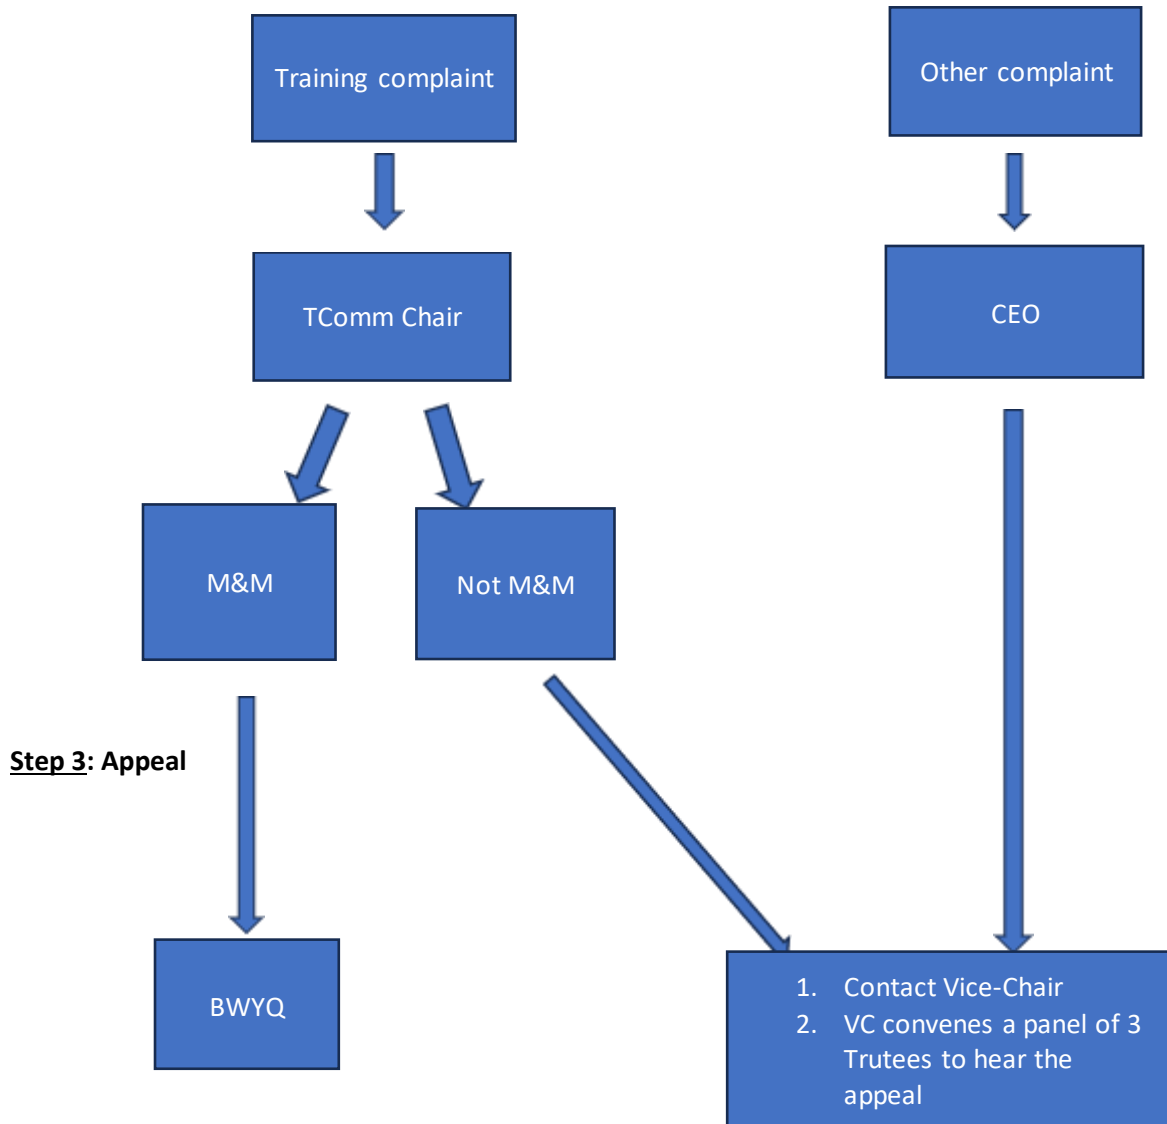 Training complaint
Other complaint
TComm Chair
CEO
M&M
Not M&M
Step 3: Appeal
BWYQ
1. Contact Vice-Chair
2. VC convenes a panel of 3
Trutees to hear the
appeal